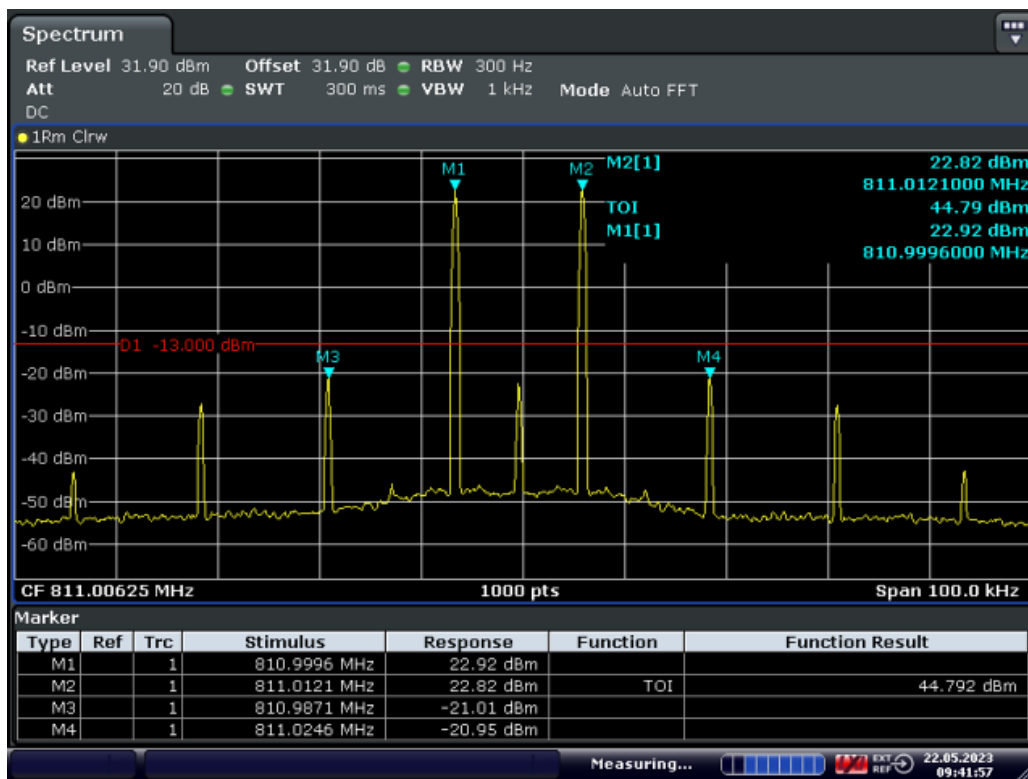 Spectrum
Ref Level 31.90 dBm Offset 31.90 dB RBW 300 Hz
Att 20 dB SWT 300 ms VBW 1 kHz Mode Auto FFT
DC
1Rm Clrw
M1 M2 M2[1] 22.82 dBm
811.0121000 MHz
20 dBm TOI 44.79 dBm
M1[1] 22.92 dBm
10 dBm 810.9996000 MHz
0 dBm
-10 dBm
D1 -13.000 dBm
M3 M4
-20 dBm
-30 dBm
-40 dBm
-50 dBm
-60 dBm
CF 811.00625 MHz 1000 pts Span 100.0 kHz
Marker
Type Ref Trc Stimulus Response Function Function Result
M1 1 810.9996 MHz 22.92 dBm
M2 1 811.0121 MHz 22.82 dBm TOI 44.792 dBm
M3 1 810.9871 MHz -21.01 dBm
M4 1 811.0246 MHz -20.95 dBm
Measuring... EXT REF 22.05.2023
09:41:57